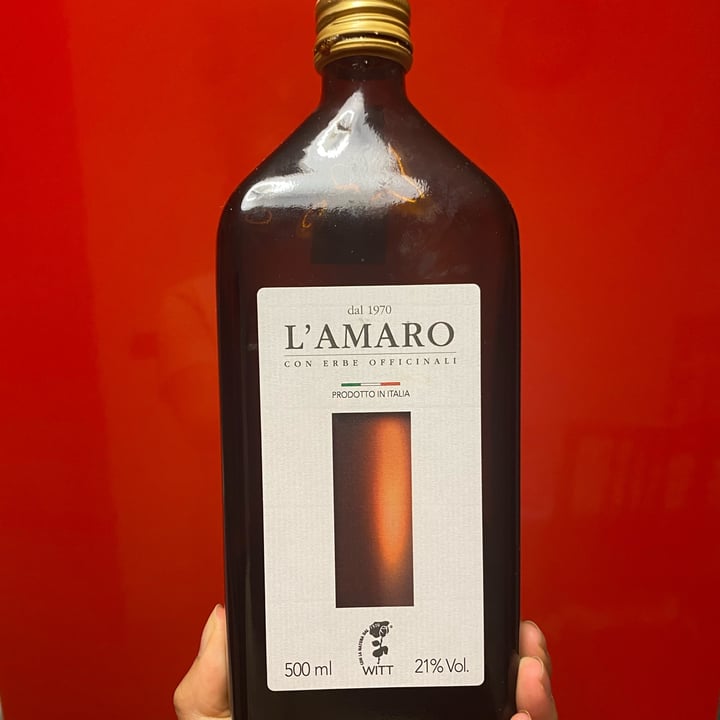 dal 1970
L'AMARO
CON ERBE OFFICINALI
PRODOTTO IN ITALIA
WITT
500 ml
21% Vol.